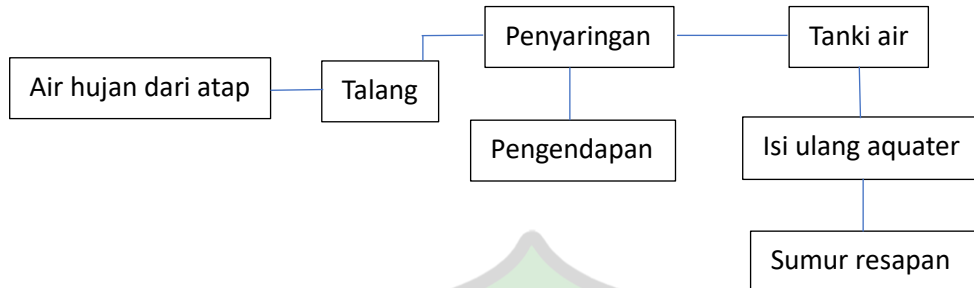 Air hujan dari atap
Talang
Penyaringan
Pengendapan
Tanki air
Isi ulang aquater
Sumur resapan